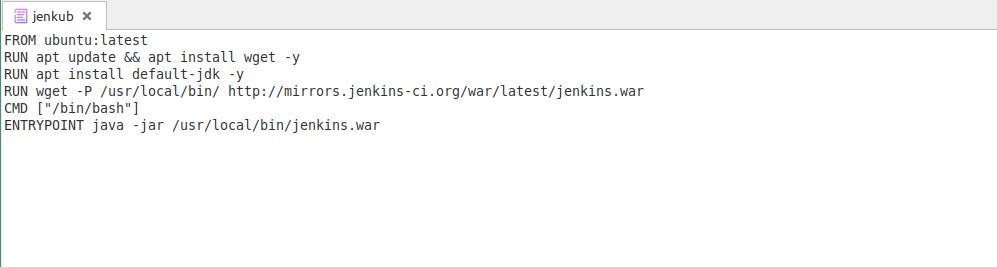 jenkub
FROM ubuntu:latest
RUN apt update && apt install wget -y
RUN apt install default-jdk -y
RUN wget -P /usr/local/bin/ http://mirrors.jenkins-ci.org/war/latest/jenkins.war
CMD ["/bin/bash"]
ENTRYPOINT java -jar /usr/local/bin/jenkins.war